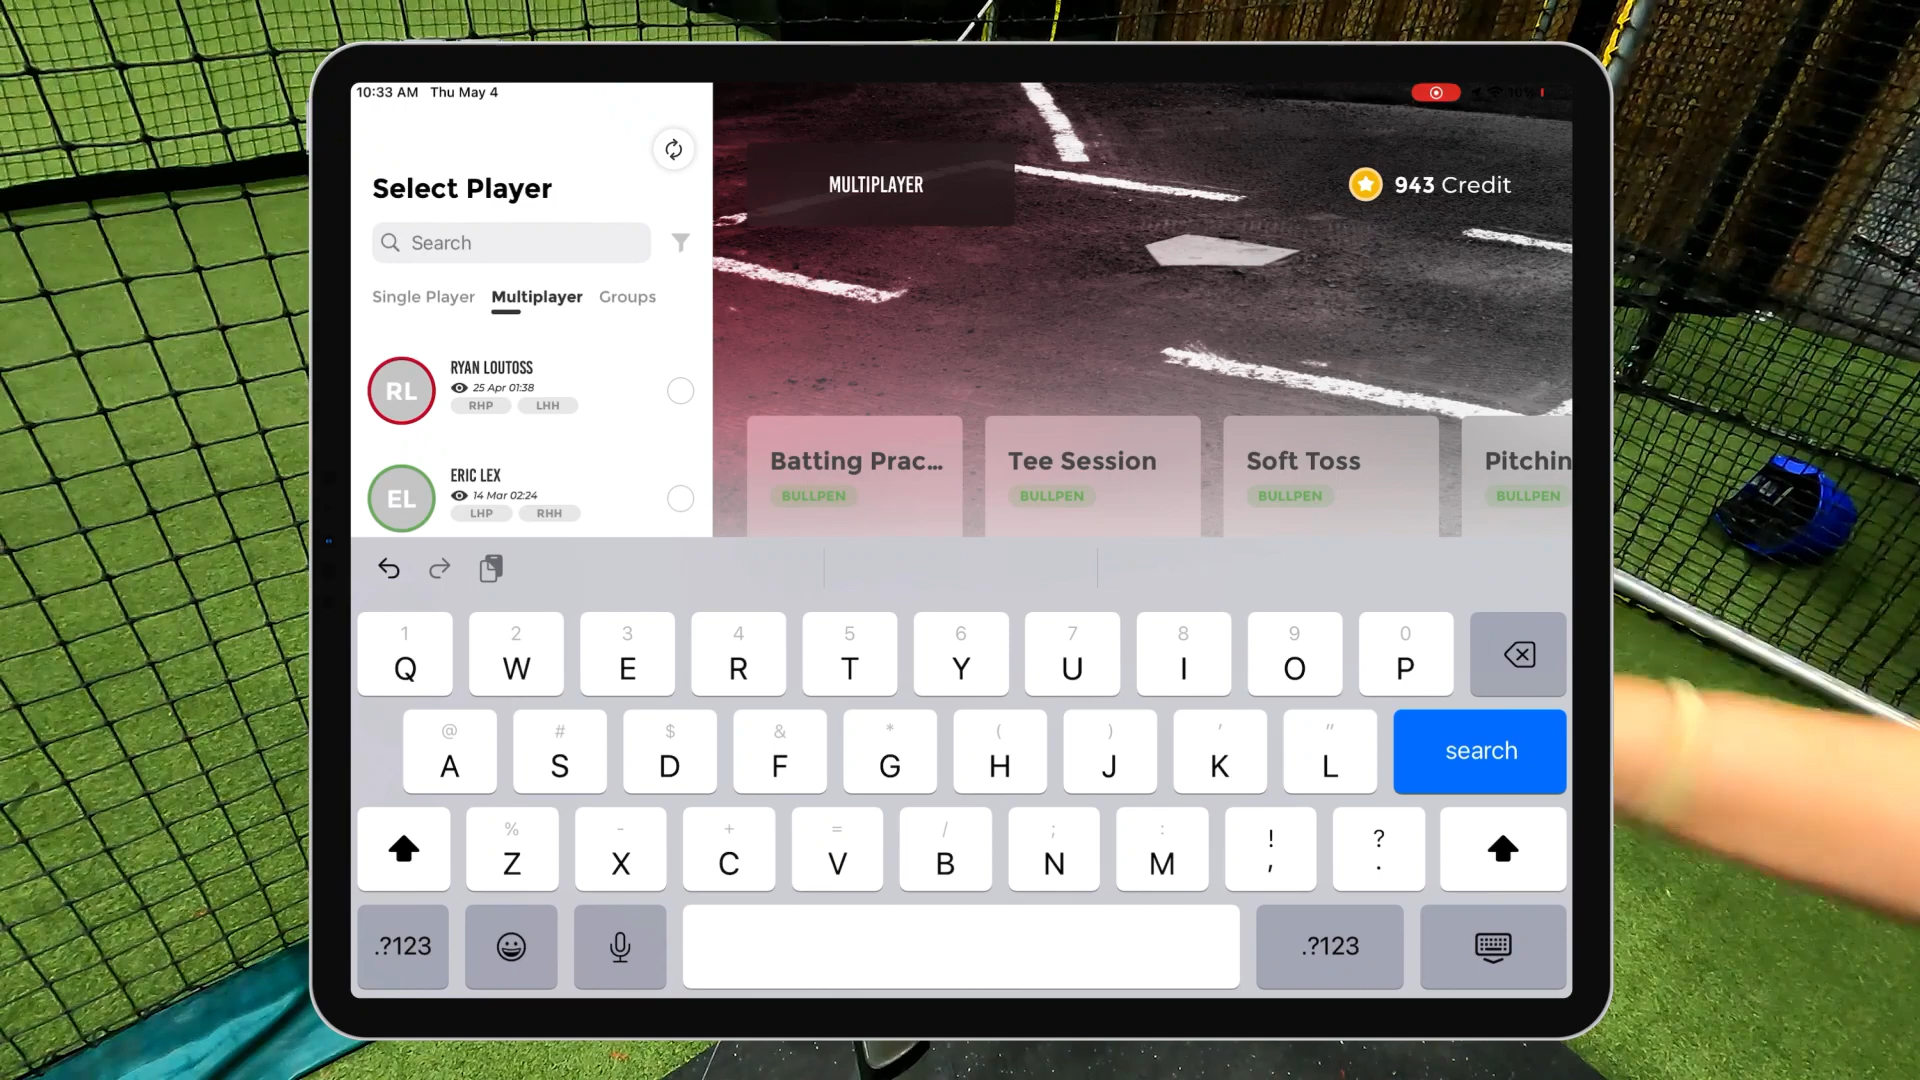 10:33 AM Thu May 4
Select Player
Search
Single Player Multiplayer Groups
RYAN LOUTOSS
25 Apr 01:38
RHP LHH
RL
ERIC LEX
14 Mar 02:24
LHP RHH
EL
MULTIPLAYER
943 Credit
Batting Prac...
BULLPEN
Tee Session
BULLPEN
Soft Toss
BULLPEN
Pitchin
BULLPEN
1 2 3 4 5 6 7 8 9 0
Q W E R T Y U I O P
@ # $ & * ( ) ' "
A S D F G H J K L search
% - + = / ; : ! ?
Z X C V B N M , .
.?123 .?123